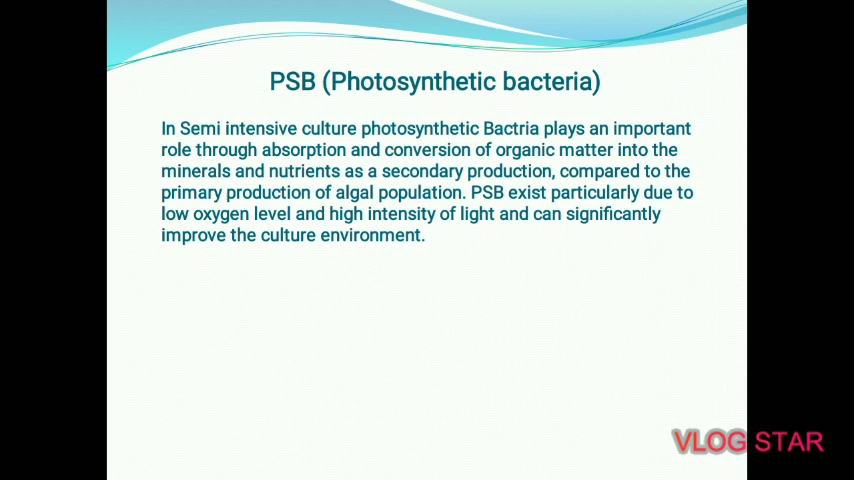 PSB (Photosynthetic bacteria)
In Semi intensive culture photosynthetic Bactria plays an important
role through absorption and conversion of organic matter into the
minerals and nutrients as a secondary production, compared to the
primary production of algal population. PSB exist particularly due to
low oxygen level and high intensity of light and can significantly
improve the culture environment.
VLOG STAR